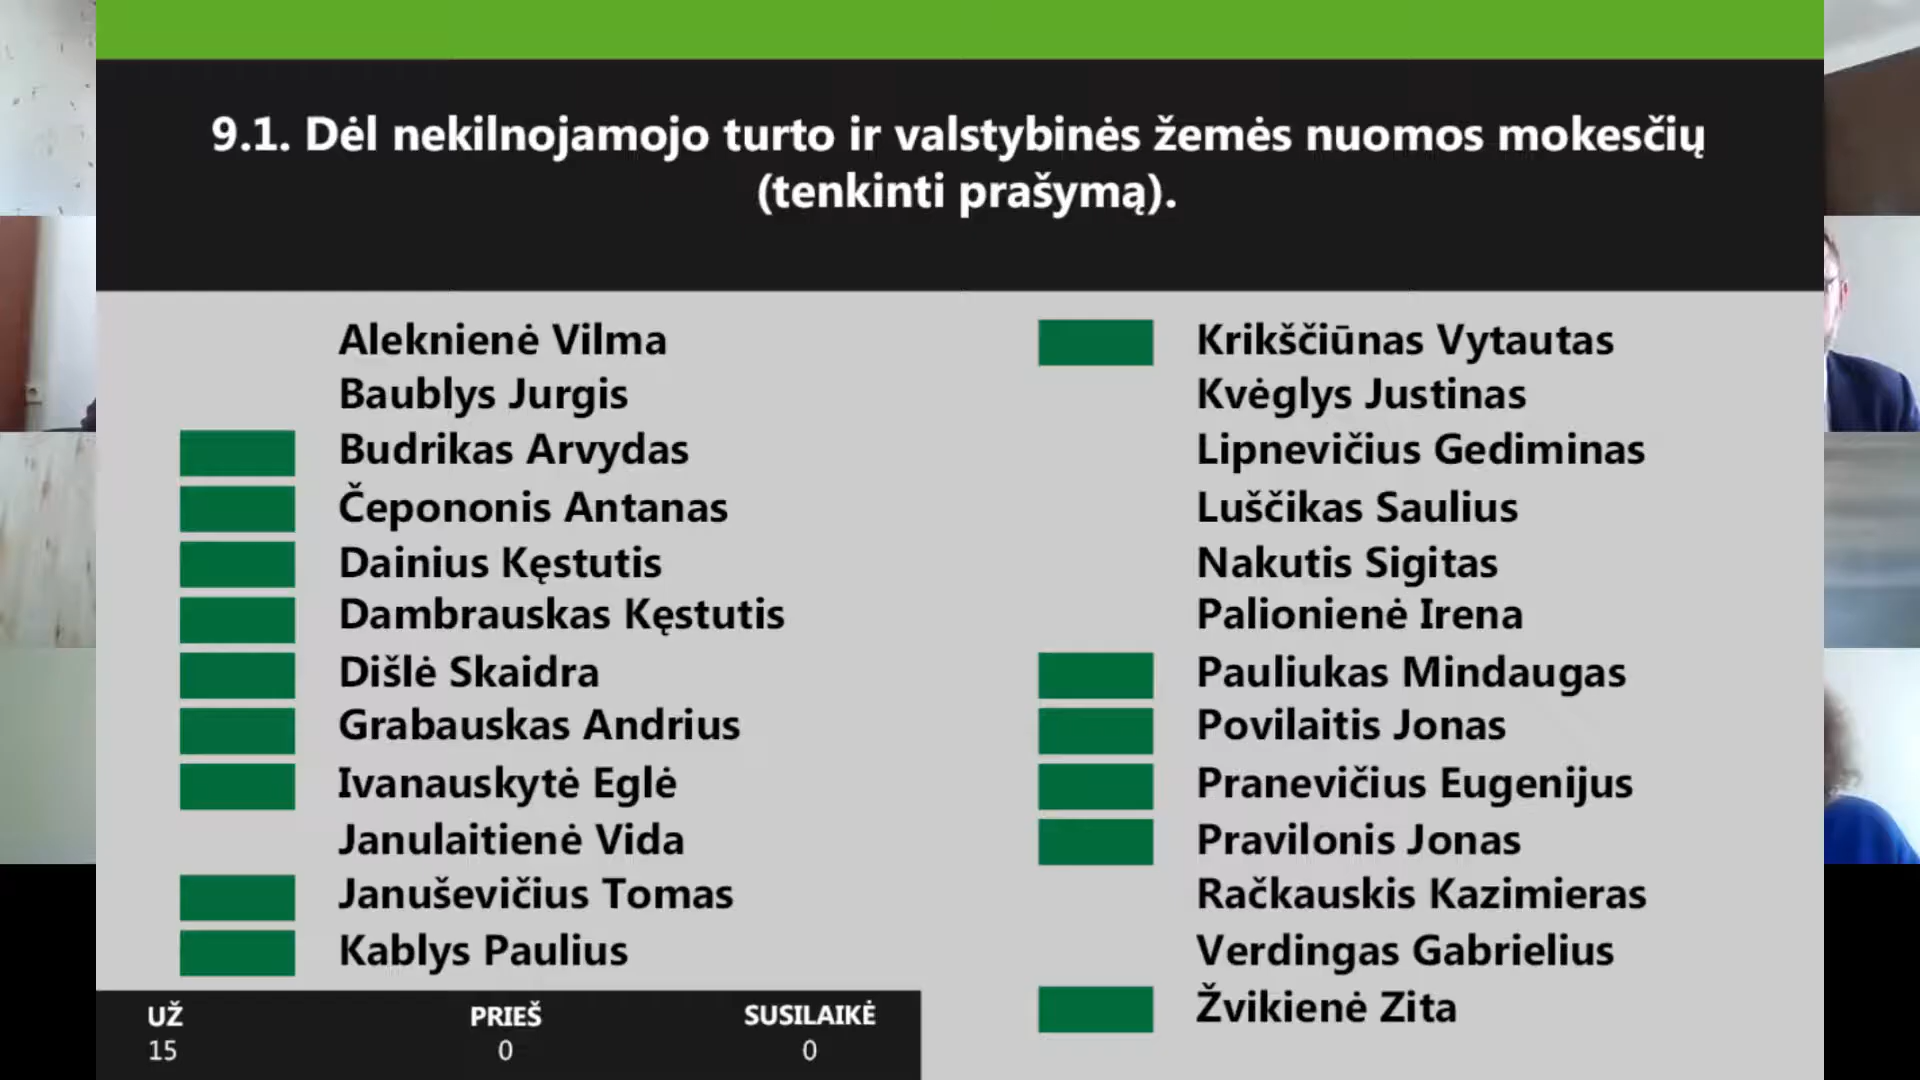 9.1. Dėl nekilnojamojo turto ir valstybinės žemės nuomos mokesčių
(tenkinti prašymą).
Aleknienė Vilma
Baublys Jurgis
Budrikas Arvydas
Čepononis Antanas
Dainius Kęstutis
Dambrauskas Kęstutis
Dišlė Skaidra
Grabauskas Andrius
Ivanauskytė Eglė
Janulaitienė Vida
Januševičius Tomas
Kablys Paulius
Krikščiūnas Vytautas
Kvėglys Justinas
Lipnevičius Gediminas
Luščikas Saulius
Nakutis Sigitas
Palionienė Irena
Pauliukas Mindaugas
Povilaitis Jonas
Pranevičius Eugenijus
Pravilonis Jonas
Račkauskis Kazimieras
Verdingas Gabrielius
Žvikienė Zita
UŽ PRIEŠ SUSILAIKĖ
15 0 0